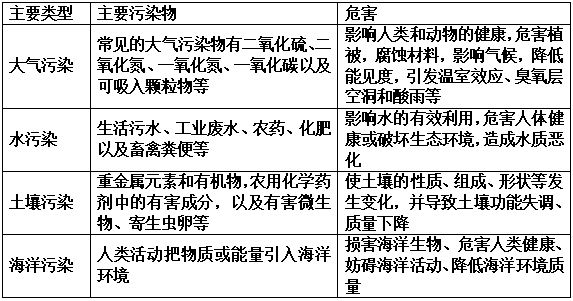 主要类型 主要污染物 危害
大气污染
常见的大气污染物有二氧化硫、二
氧化氮、一氧化氮、一氧化碳以及
可吸入颗粒物等
影响人类和动物的健康,危害植
被,腐蚀材料,影响气候,降低
能见度,引发温室效应、臭氧层
空洞和酸雨等
水污染
生活污水、工业废水、农药、化肥
以及畜禽粪便等
影响水的有效利用,危害人体健
康或破坏生态环境,造成水质恶
化
土壤污染
重金属元素和有机物,农用化学药
剂中的有害成分,以及有害微生
物、寄生虫卵等
使土壤的性质、组成、形状等发
生变化,并导致土壤功能失调、
质量下降
海洋污染
人类活动把物质或能量引入海洋
环境
损害海洋生物、危害人类健康、
妨碍海洋活动、降低海洋环境质
量